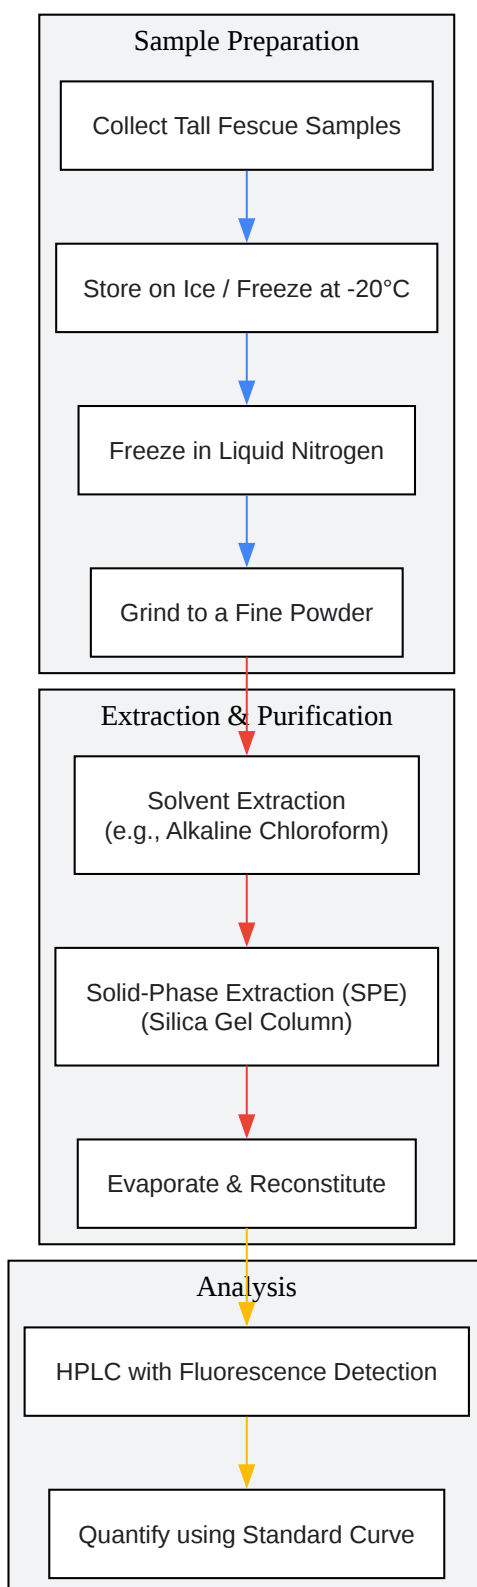 Sample Preparation
Collect Tall Fescue Samples
Store on Ice / Freeze at -20°C
Freeze in Liquid Nitrogen
Grind to a Fine Powder
Extraction & Purification
Solvent Extraction
(e.g., Alkaline Chloroform)
Solid-Phase Extraction (SPE)
(Silica Gel Column)
Evaporate & Reconstitute
Analysis
HPLC with Fluorescence Detection
Quantify using Standard Curve